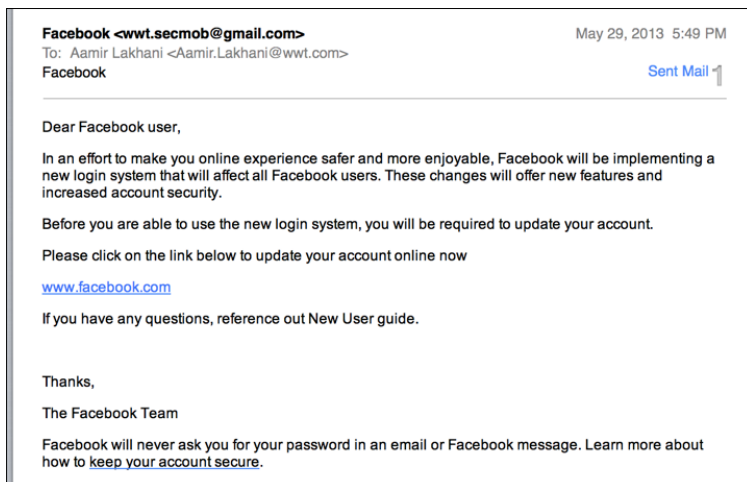 Facebook <wwt.secmob@gmail.com> May 29, 2013 5:49 PM
To: Aamir Lakhani <Aamir.Lakhani@wwt.com>
Facebook Sent Mail
Dear Facebook user,
In an effort to make you online experience safer and more enjoyable, Facebook will be implementing a
new login system that will affect all Facebook users. These changes will offer new features and
increased account security.
Before you are able to use the new login system, you will be required to update your account.
Please click on the link below to update your account online now
www.facebook.com
If you have any questions, reference out New User guide.
Thanks,
The Facebook Team
Facebook will never ask you for your password in an email or Facebook message. Learn more about
how to keep your account secure.